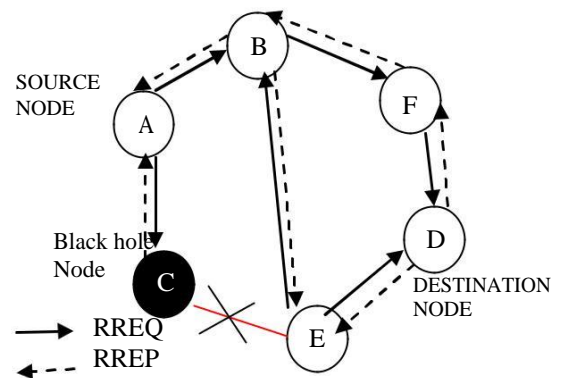 B
SOURCE
NODE
A
F
Black hole
Node
C
D
DESTINATION
NODE
E
RREQ
RREP